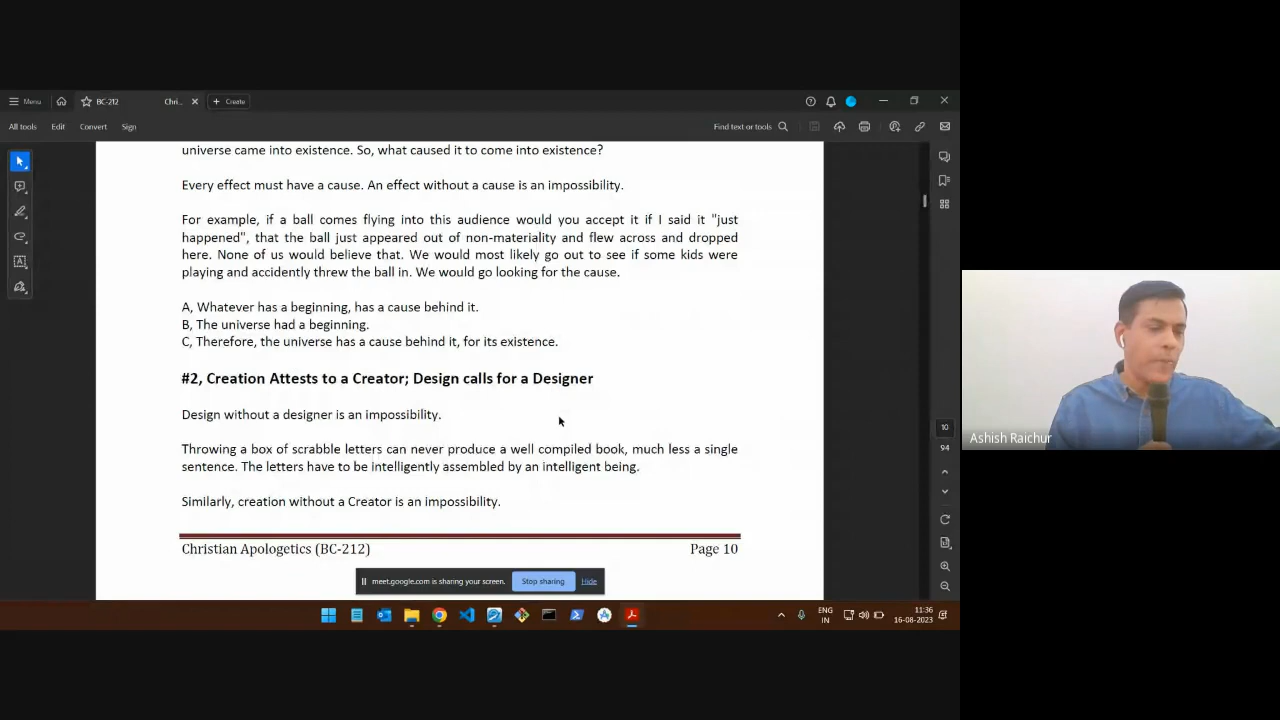 Menu
BC-212
Chri...
Create
All tools
Edit
Convert
Sign
Find text or tools
universe came into existence. So, what caused it to come into existence?
Every effect must have a cause. An effect without a cause is an impossibility.
For example, if a ball comes flying into this audience would you accept it if I said it "just
happened", that the ball just appeared out of non-materiality and flew across and dropped
here. None of us would believe that. We would most likely go out to see if some kids were
playing and accidently threw the ball in. We would go looking for the cause.
A, Whatever has a beginning, has a cause behind it.
B, The universe had a beginning.
C, Therefore, the universe has a cause behind it, for its existence.
#2, Creation Attests to a Creator; Design calls for a Designer
Design without a designer is an impossibility.
Throwing a box of scrabble letters can never produce a well compiled book, much less a single
sentence. The letters have to be intelligently assembled by an intelligent being.
Similarly, creation without a Creator is an impossibility.
Christian Apologetics (BC-212)
Page 10
10
94
Ashish Raichur
meet.google.com is sharing your screen.
Stop sharing
Hide
ENG
IN
11:36
16-08-2023